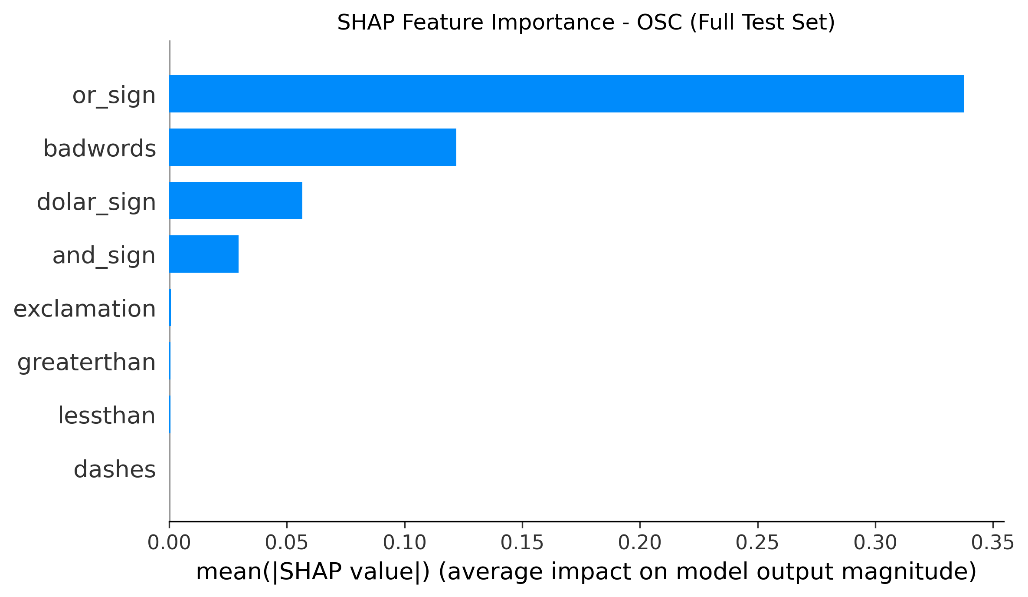 SHAP Feature Importance - OSC (Full Test Set)
or_sign
badwords
dolar_sign
and_sign
exclamation
greaterthan
lessthan
dashes
0.00 0.05 0.10 0.15 0.20 0.25 0.30 0.35
mean(|SHAP value|) (average impact on model output magnitude)